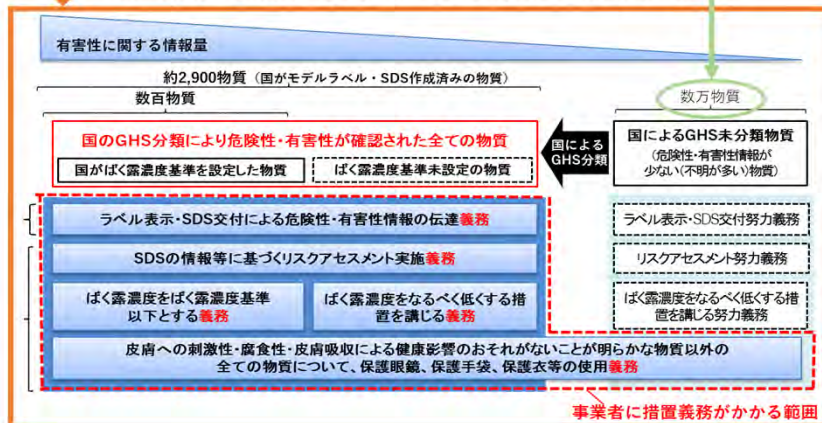 有害性に関する情報量
約2,900物質（国がモデルラベル・SDS作成済みの物質）
数百物質
数万物質
国のGHS分類により危険性・有害性が確認された全ての物質
国がばく露濃度基準を設定した物質
ばく露濃度基準未設定の物質
国による
GHS分類
国によるGHS未分類物質
(危険性・有害性情報が
少ない(不明が多い)物質)
ラベル表示・SDS交付による危険性・有害性情報の伝達義務
ラベル表示・SDS交付努力義務
SDSの情報等に基づくリスクアセスメント実施義務
リスクアセスメント努力義務
ばく露濃度をばく露濃度基準
以下とする義務
ばく露濃度をなるべく低くする措
置を講じる義務
ばく露濃度をなるべく低くする措
置を講じる努力義務
皮膚への刺激性・腐食性・皮膚吸収による健康影響のおそれがないことが明らかな物質以外の
全ての物質について、保護眼鏡、保護手袋、保護衣等の使用義務
事業者に措置義務がかかる範囲